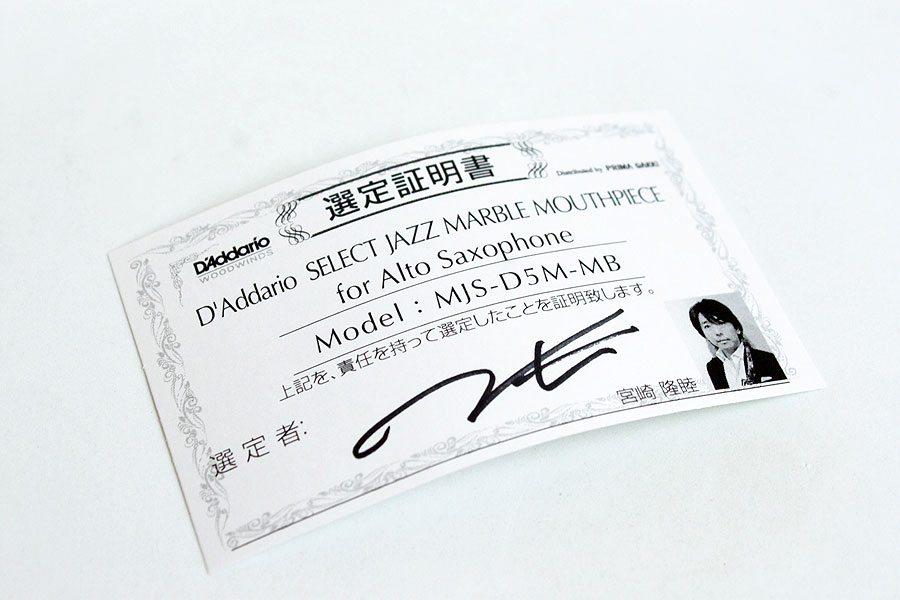 選定証明書
Distributed by PRIMA GAKKI
D'Addario
WOODWINDS
D'Addario SELECT JAZZ MARBLE MOUTHPIECE
for Alto Saxophone
Model : MJS-D5M-MB
上記を、責任を持って選定したことを証明致します。
選定者:
宮崎 隆睦